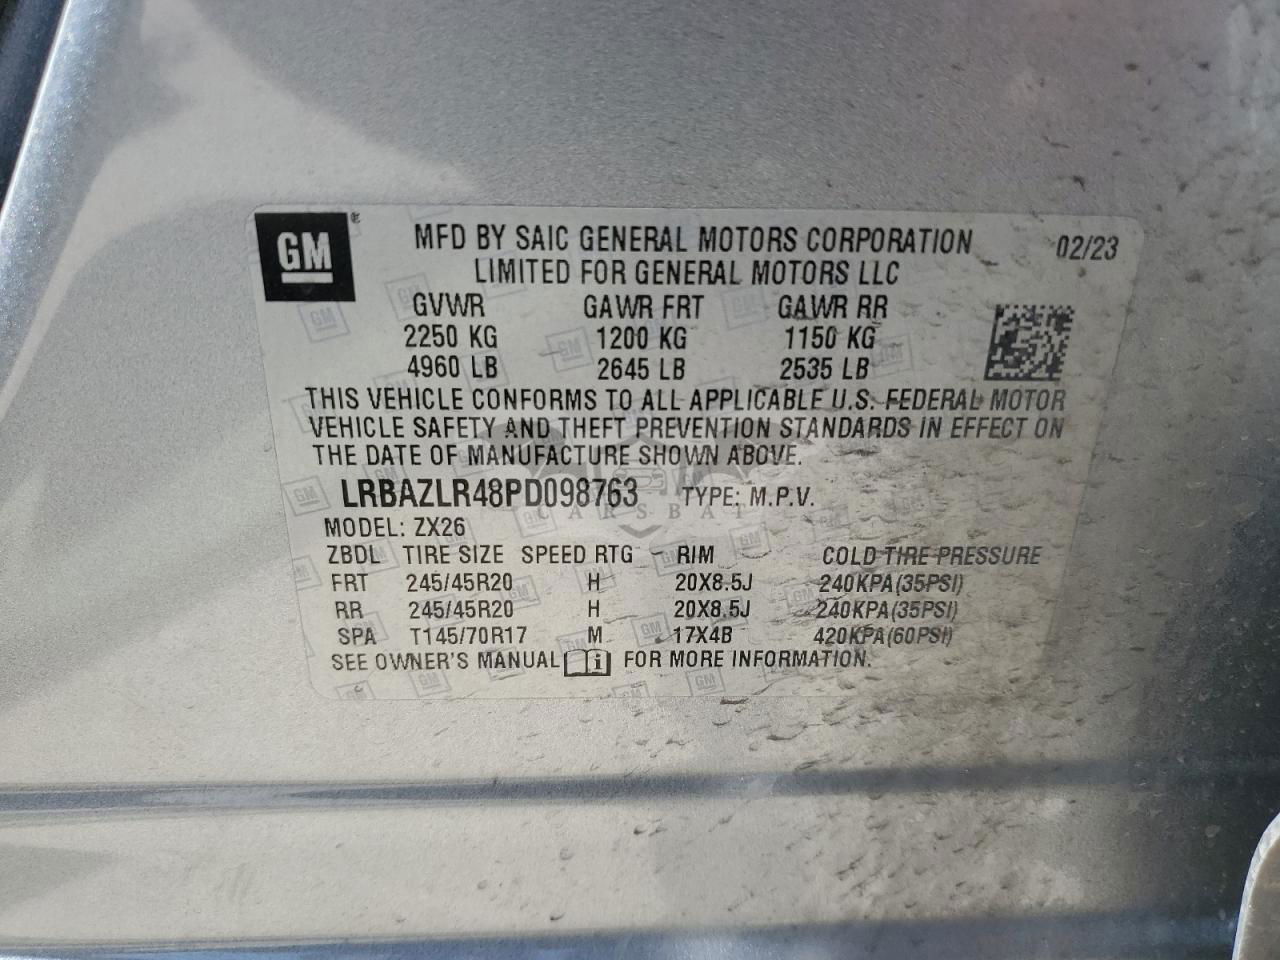 GM ®
MFD BY SAIC GENERAL MOTORS CORPORATION 02/23
LIMITED FOR GENERAL MOTORS LLC
GVWR GAWR FRT GAWR RR
2250 KG 1200 KG 1150 KG
4960 LB 2645 LB 2535 LB
THIS VEHICLE CONFORMS TO ALL APPLICABLE U.S. FEDERAL MOTOR
VEHICLE SAFETY AND THEFT PREVENTION STANDARDS IN EFFECT ON
THE DATE OF MANUFACTURE SHOWN ABOVE.
LRBAZLR48PD098763 TYPE: M.P.V.
CARSBAT
MODEL: ZX26
ZBDL TIRE SIZE SPEED RTG RIM COLD TIRE PRESSURE
FRT 245/45R20 H 20X8.5J 240KPA(35PSI)
RR 245/45R20 H 20X8.5J 240KPA(35PSI)
SPA T145/70R17 M 17X4B 420KPA(60PSI)
SEE OWNER'S MANUAL i FOR MORE INFORMATION.